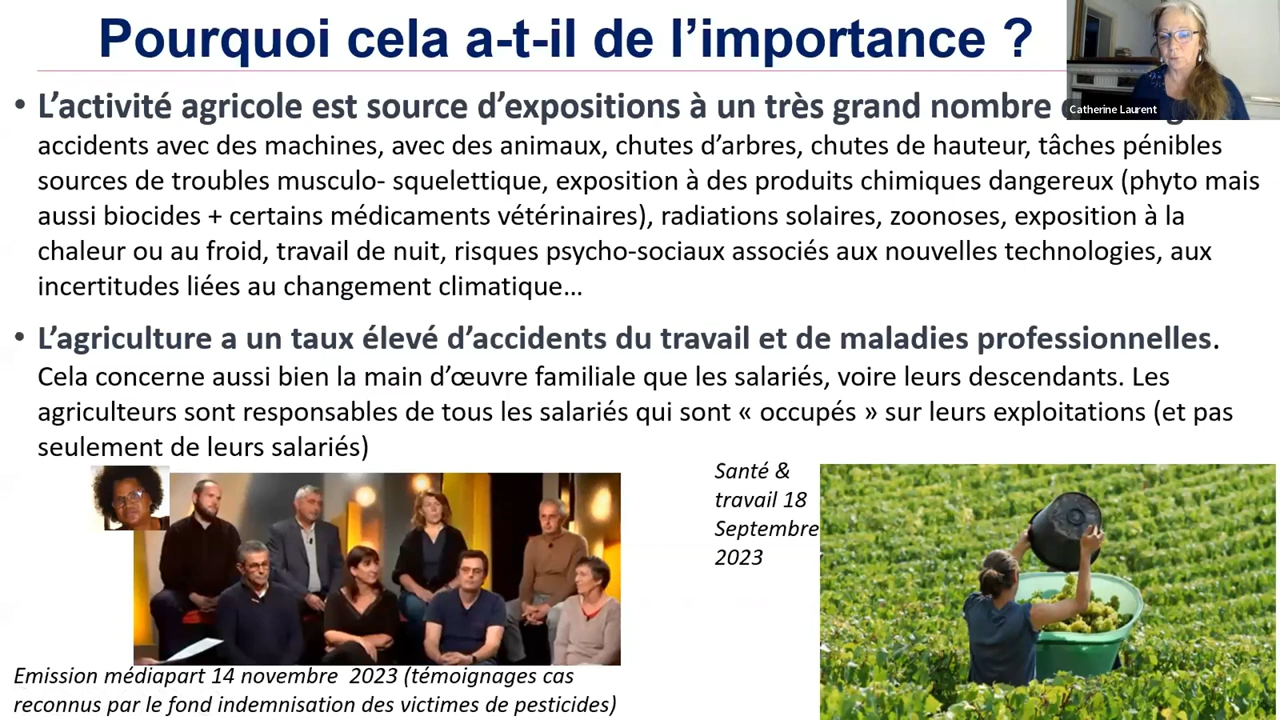 Pourquoi cela a-t-il de l’importance ?
Catherine Laurent
• L’activité agricole est source d’expositions à un très grand nombre
accidents avec des machines, avec des animaux, chutes d’arbres, chutes de hauteur, tâches pénibles
sources de troubles musculo- squelettique, exposition à des produits chimiques dangereux (phyto mais
aussi biocides + certains médicaments vétérinaires), radiations solaires, zoonoses, exposition à la
chaleur ou au froid, travail de nuit, risques psycho-sociaux associés aux nouvelles technologies, aux
incertitudes liées au changement climatique…
• L’agriculture a un taux élevé d’accidents du travail et de maladies professionnelles.
Cela concerne aussi bien la main d’œuvre familiale que les salariés, voire leurs descendants. Les
agriculteurs sont responsables de tous les salariés qui sont « occupés » sur leurs exploitations (et pas
seulement de leurs salariés)
Santé &
travail 18
Septembre
2023
Emission médiapart 14 novembre 2023 (témoignages cas
reconnus par le fond indemnisation des victimes de pesticides)